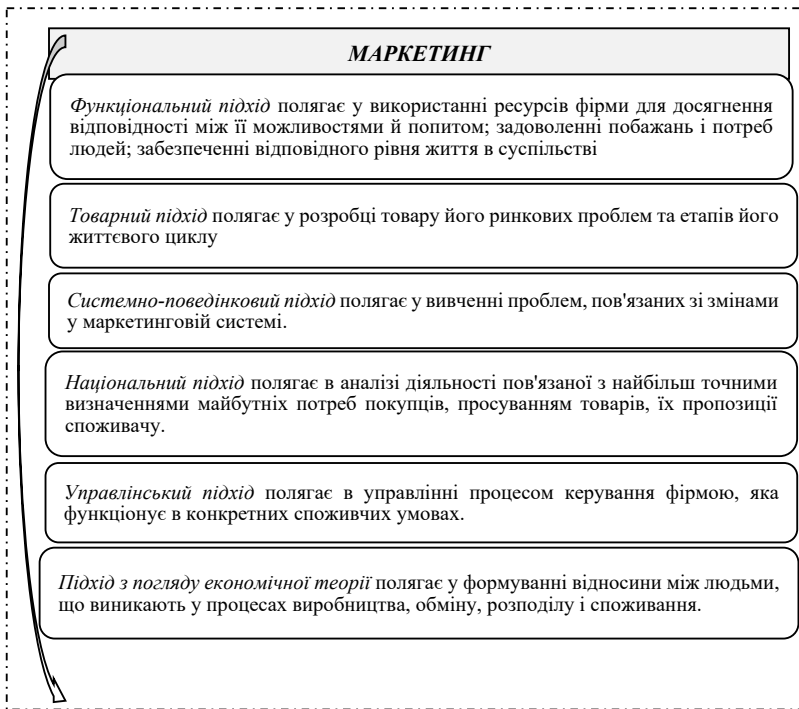 МАРКЕТИНГ
Функціональний підхід полягає у використанні ресурсів фірми для досягнення
відповідності між її можливостями й попитом; задоволенні побажань і потреб
людей; забезпеченні відповідного рівня життя в суспільстві
Товарний підхід полягає у розробці товару його ринкових проблем та етапів його
життєвого циклу
Системно-поведінковий підхід полягає у вивченні проблем, пов'язаних зі змінами
у маркетинговій системі.
Національний підхід полягає в аналізі діяльності пов'язаної з найбільш точними
визначеннями майбутніх потреб покупців, просуванням товарів, їх пропозиції
споживачу.
Управлінський підхід полягає в управлінні процесом керування фірмою, яка
функціонує в конкретних споживчих умовах.
Підхід з погляду економічної теорії полягає у формуванні відносини між людьми,
що виникають у процесах виробництва, обміну, розподілу і споживання.